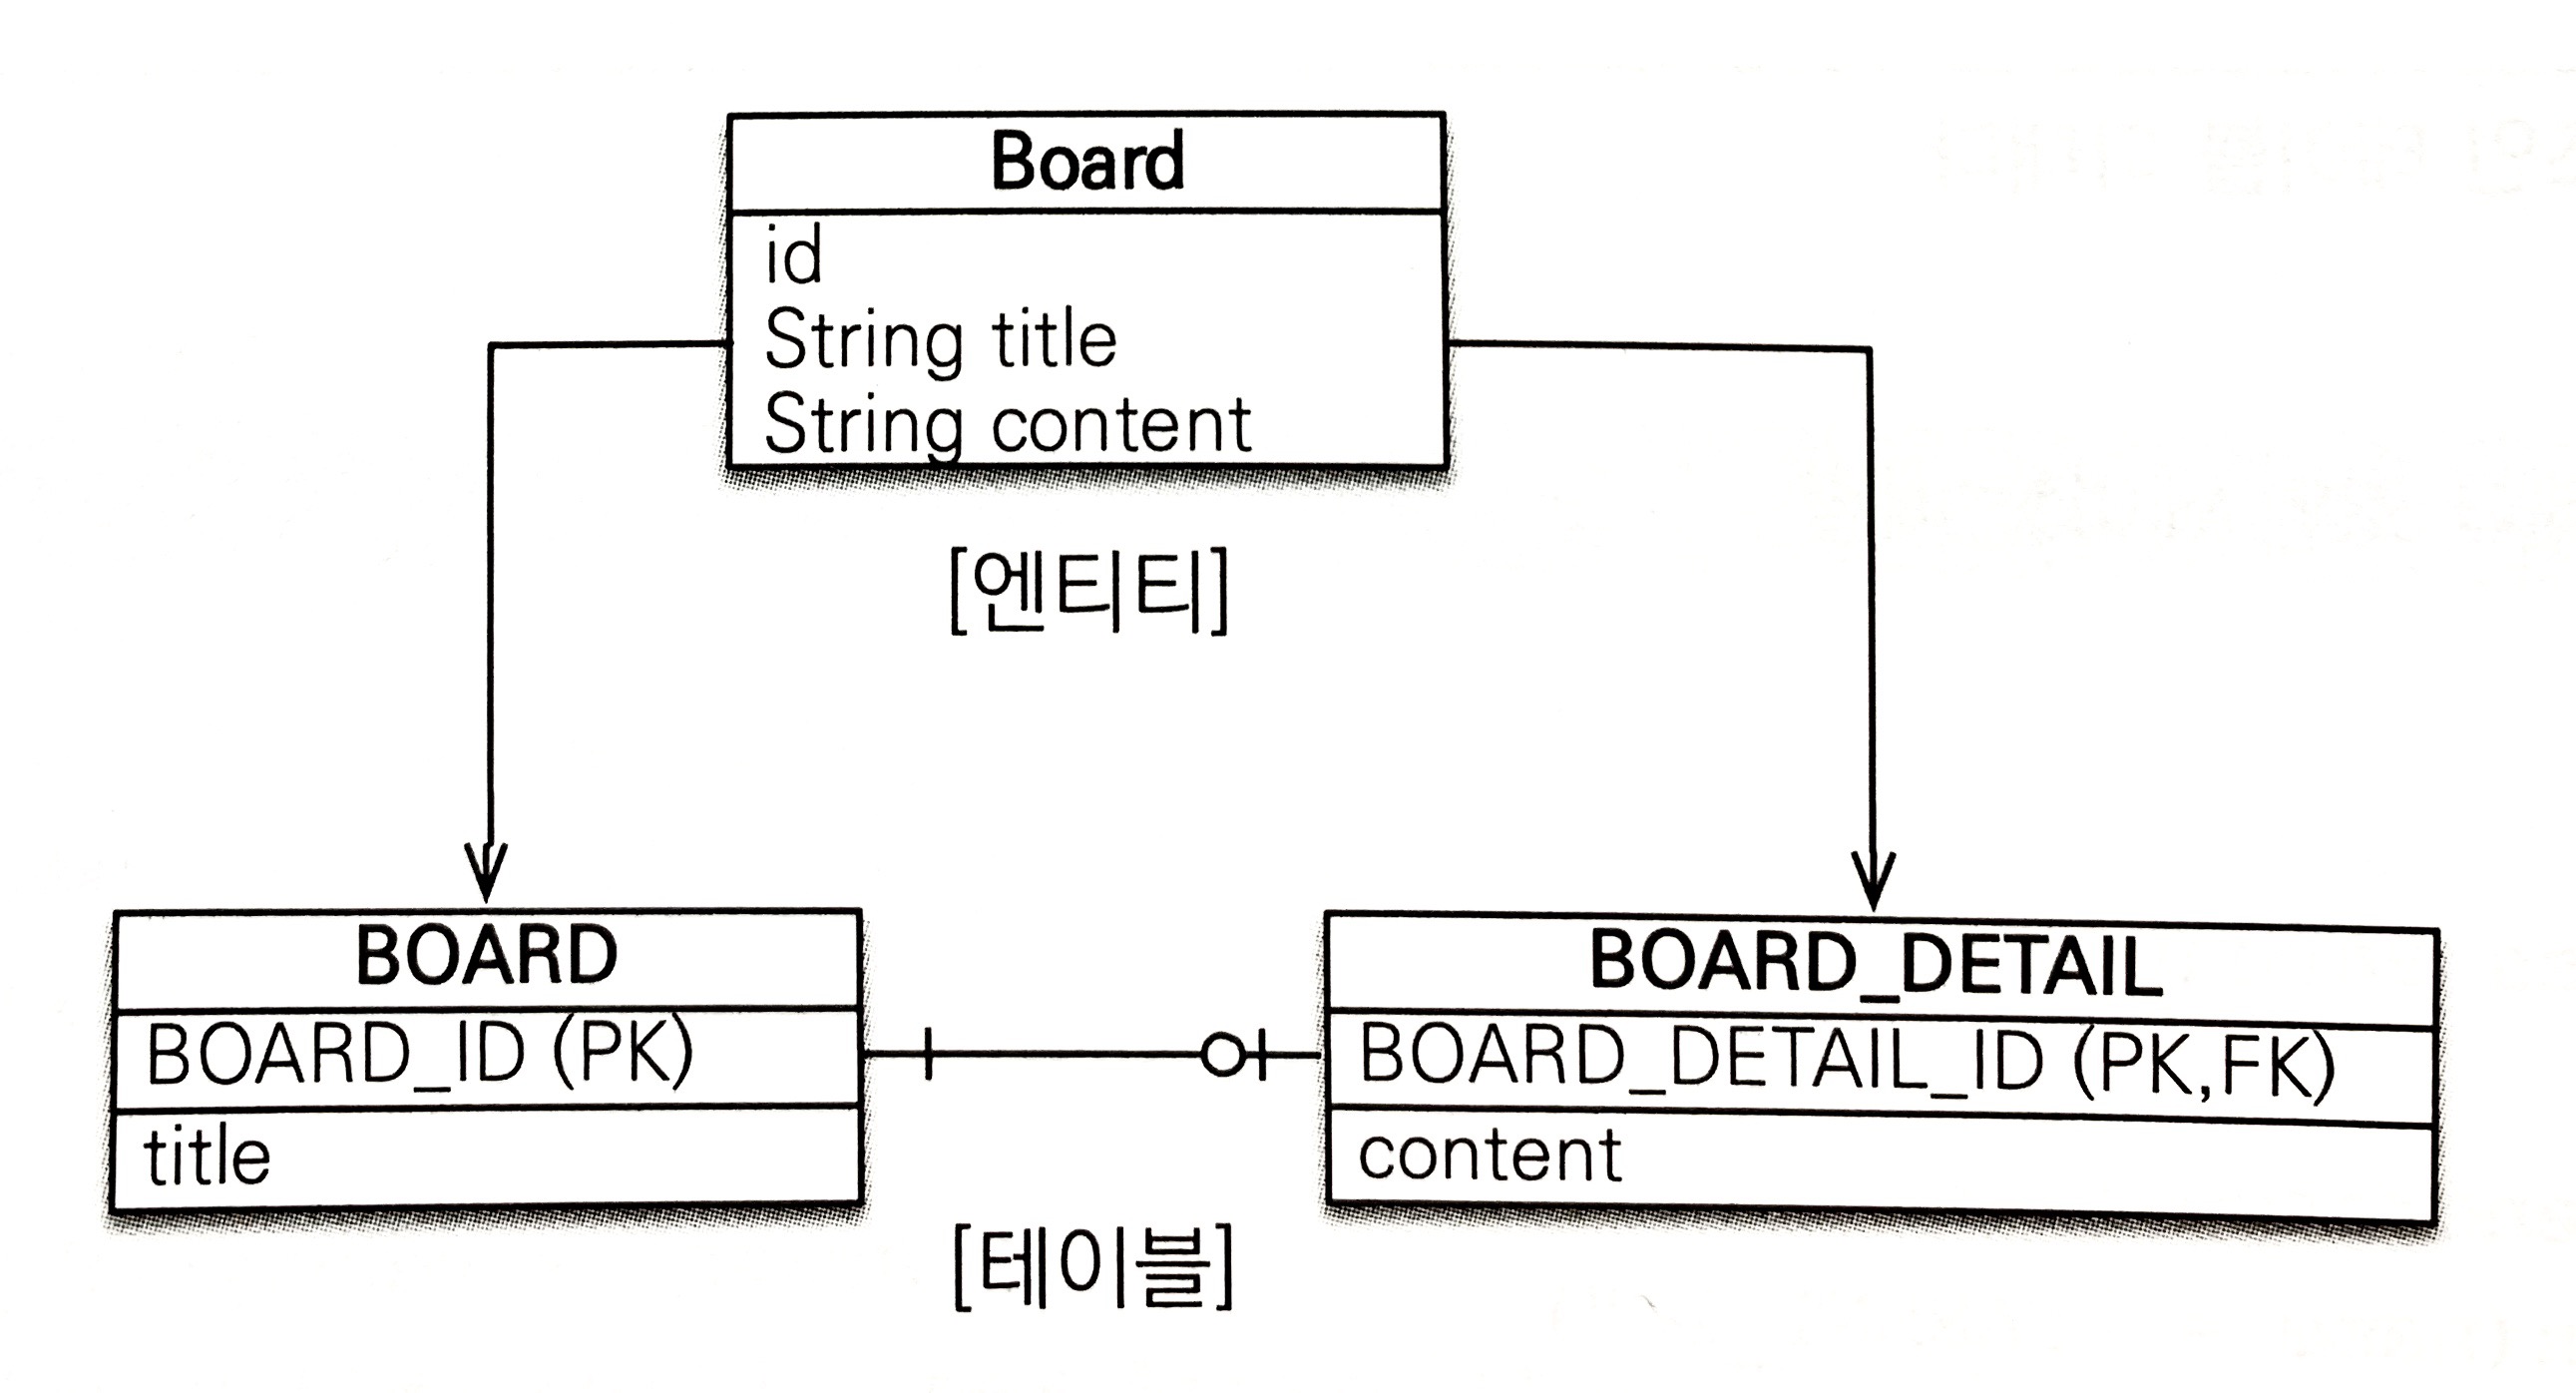 Board
id
String title
String content
[엔티티]
BOARD
BOARD_ID (PK)
title
BOARD_DETAIL
BOARD_DETAIL_ID (PK,FK)
content
[테이블]